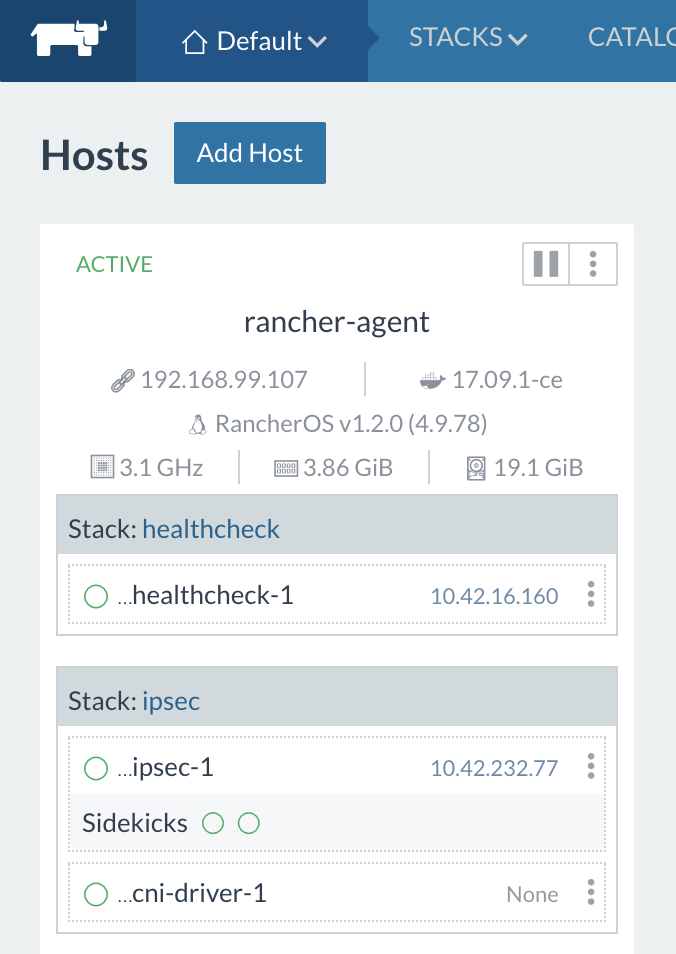 Default STACKS CATALO
Hosts Add Host
ACTIVE
rancher-agent
192.168.99.107 17.09.1-ce
RancherOS v1.2.0 (4.9.78)
3.1 GHz 3.86 GiB 19.1 GiB
Stack: healthcheck
...healthcheck-1 10.42.16.160
Stack: ipsec
...ipsec-1 10.42.232.77
Sidekicks
...cni-driver-1 None